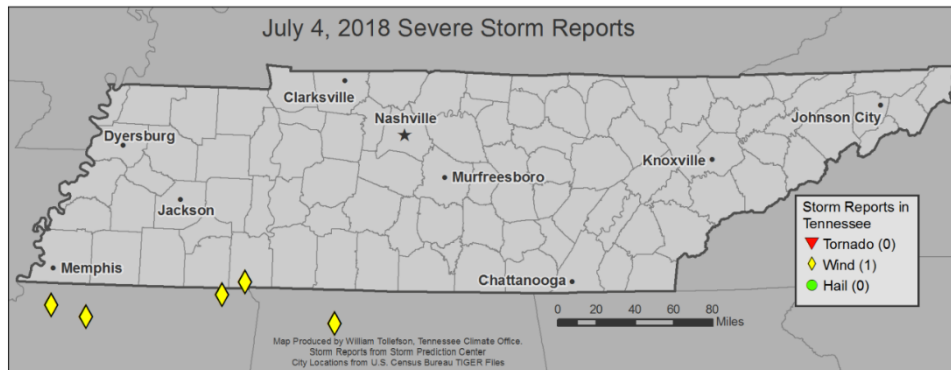 July 4, 2018 Severe Storm Reports
Clarksville
Nashville
Johnson City
Dyersburg
Knoxville
Murfreesboro
Jackson
Storm Reports in
Tennessee
Tornado (0)
Memphis
Wind (1)
Chattanooga
Hail (0)
0 20 40 60 80
Miles
Map Produced by William Tollefson, Tennessee Climate Office.
Storm Reports from Storm Prediction Center
City Locations from U.S. Census Bureau TIGER Files